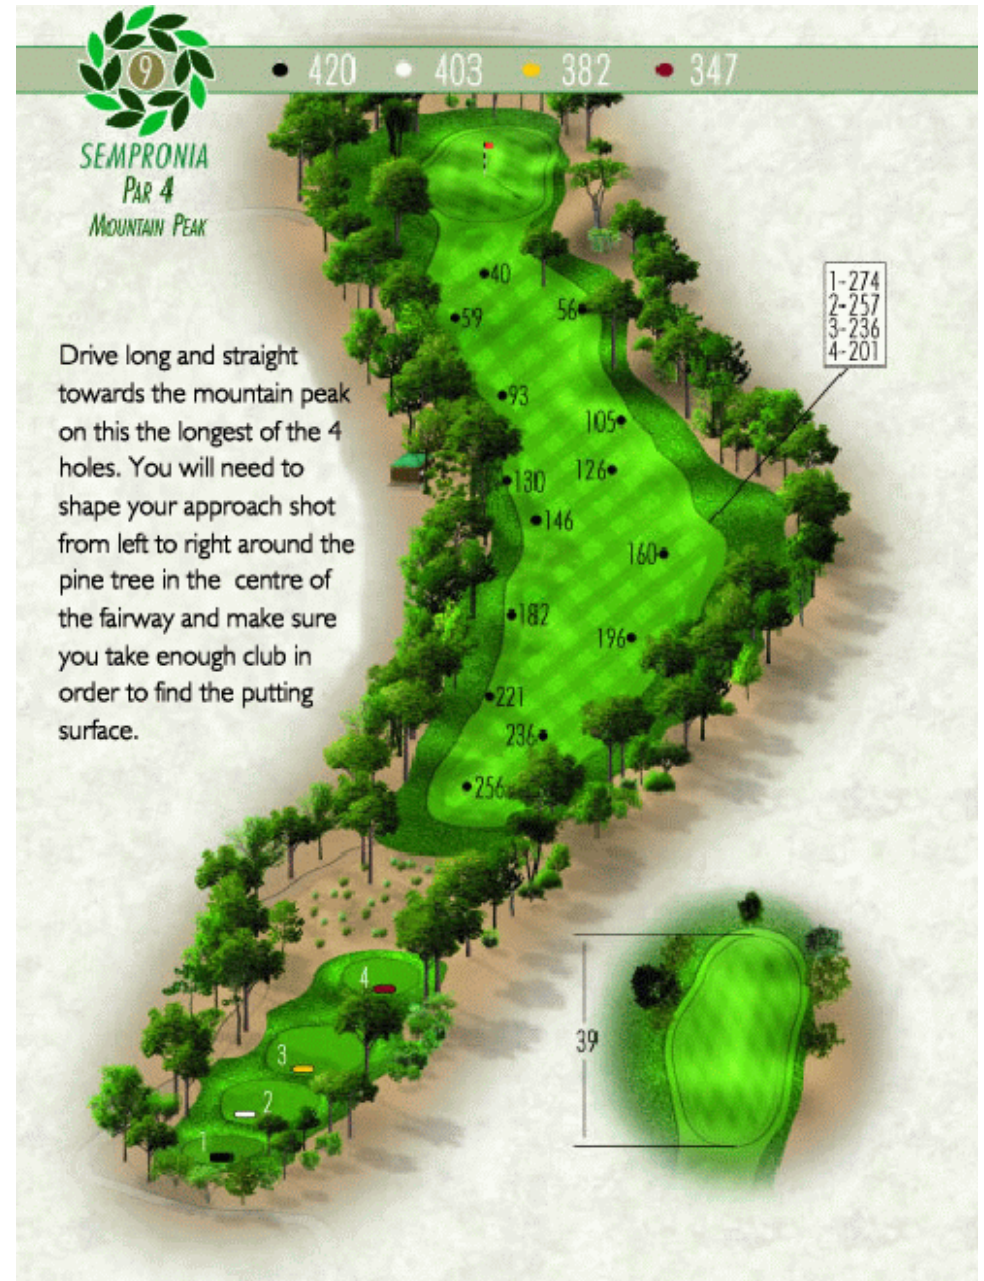 9
420 403 382 347
SEMPRONIA
PAR 4
MOUNTAIN PEAK
Drive long and straight
towards the mountain peak
on this the longest of the 4
holes. You will need to
shape your approach shot
from left to right around the
pine tree in the centre of
the fairway and make sure
you take enough club in
order to find the putting
surface.
1-274
2-257
3-236
4-201
40
56
59
93
105
126
130
146
160
182
196
221
236
256
4
3
2
1
39